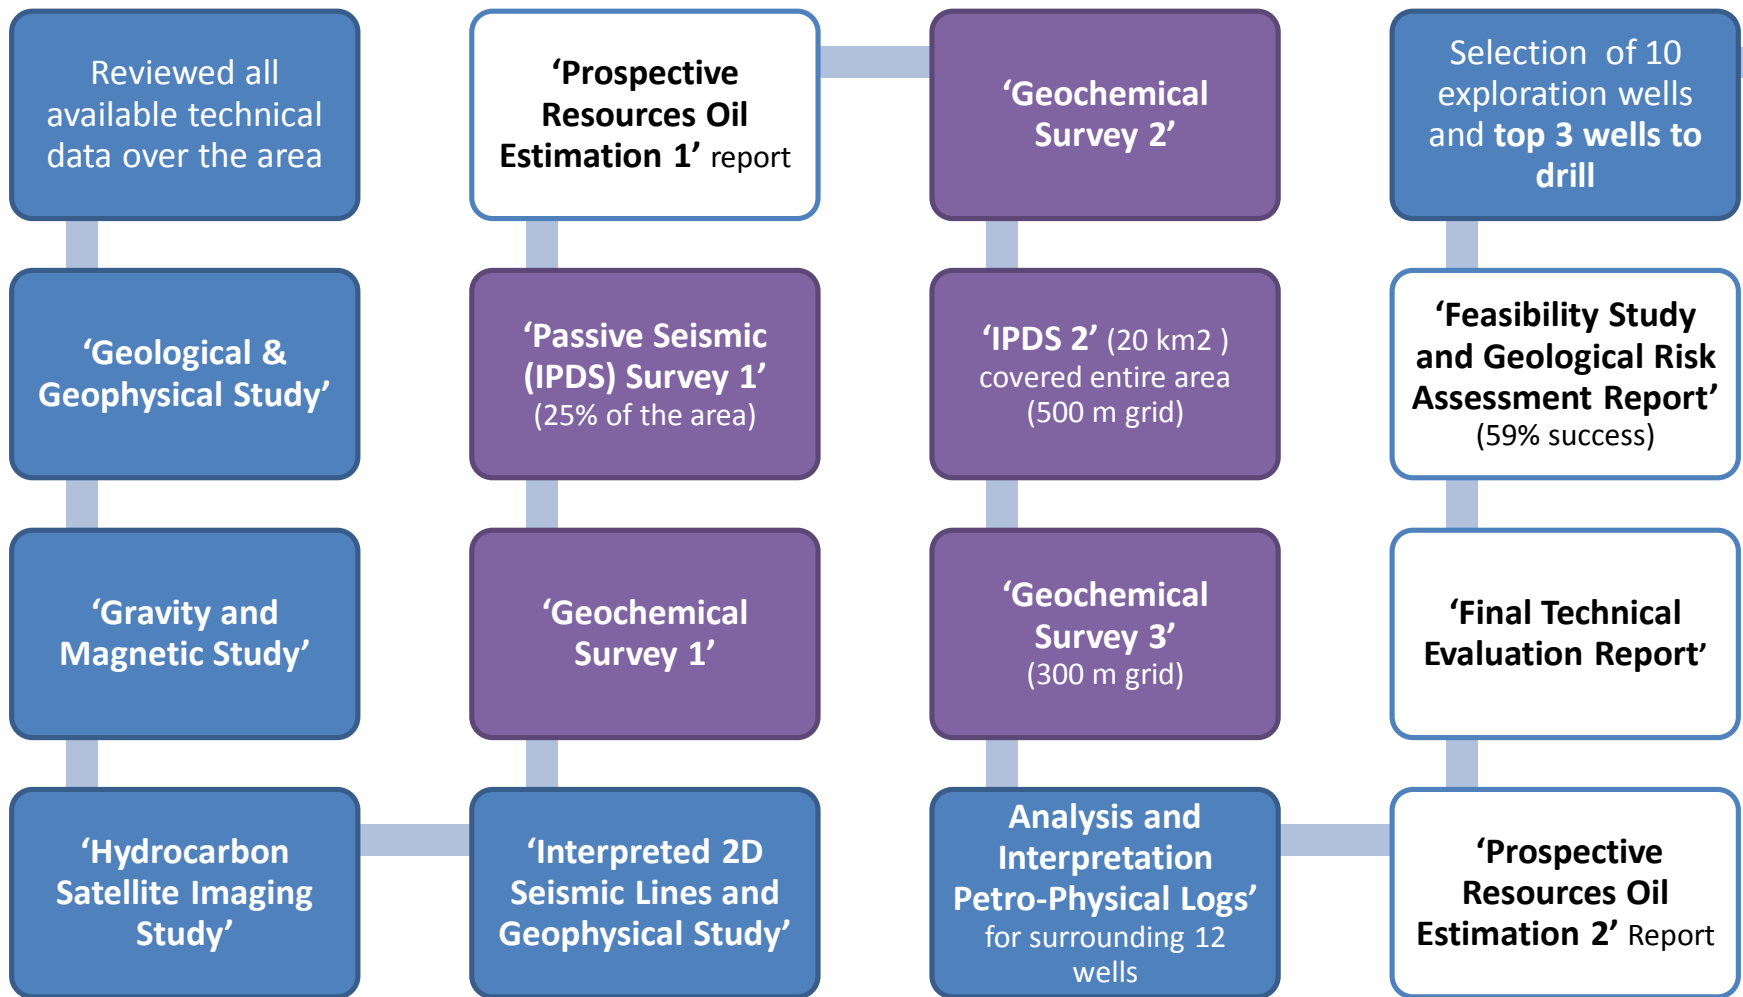 Reviewed all
available technical
data over the area
‘Geological &
Geophysical Study’
‘Gravity and
Magnetic Study’
‘Hydrocarbon
Satellite Imaging
Study’
‘Interpreted 2D
Seismic Lines and
Geophysical Study’
‘Geochemical
Survey 1’
‘Passive Seismic
(IPDS) Survey 1’
(25% of the area)
‘Prospective
Resources Oil
Estimation 1’ report
‘Geochemical
Survey 2’
‘IPDS 2’ (20 km2 )
covered entire area
(500 m grid)
‘Geochemical
Survey 3’
(300 m grid)
Analysis and
Interpretation
Petro-Physical Logs’
for surrounding 12
wells
‘Prospective
Resources Oil
Estimation 2’ Report
‘Final Technical
Evaluation Report’
‘Feasibility Study
and Geological Risk
Assessment Report’
(59% success)
Selection of 10
exploration wells
and top 3 wells to
drill